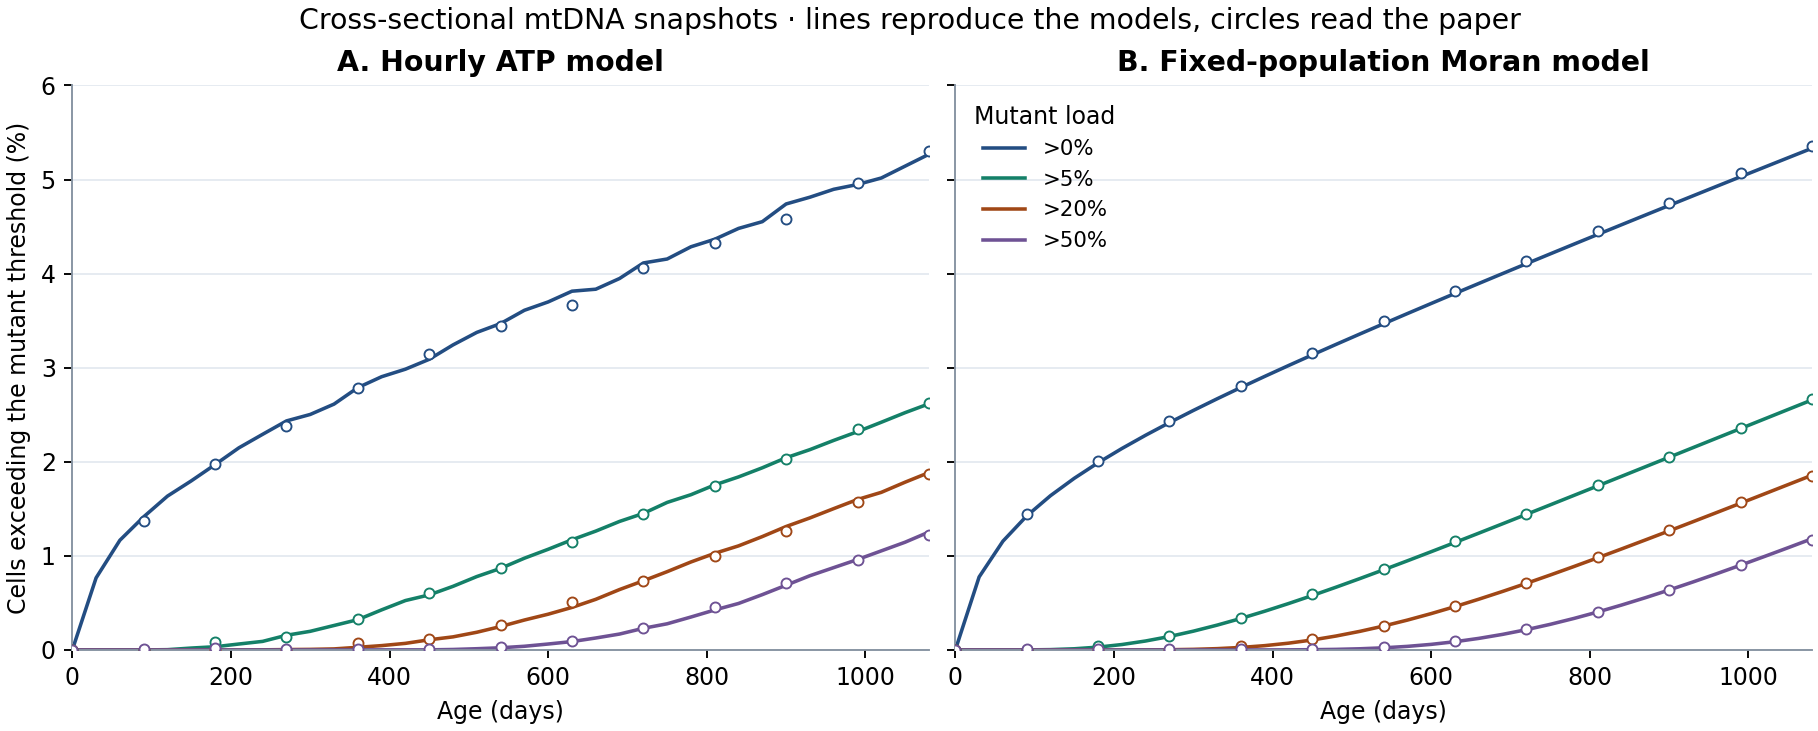 Cross-sectional mtDNA snapshots · lines reproduce the models, circles read the paper
A. Hourly ATP model
B. Fixed-population Moran model
Cells exceeding the mutant threshold (%)
6
5
4
3
2
1
0
0 200 400 600 800 1000
Age (days)
Mutant load
>0%
>5%
>20%
>50%
0 200 400 600 800 1000
Age (days)